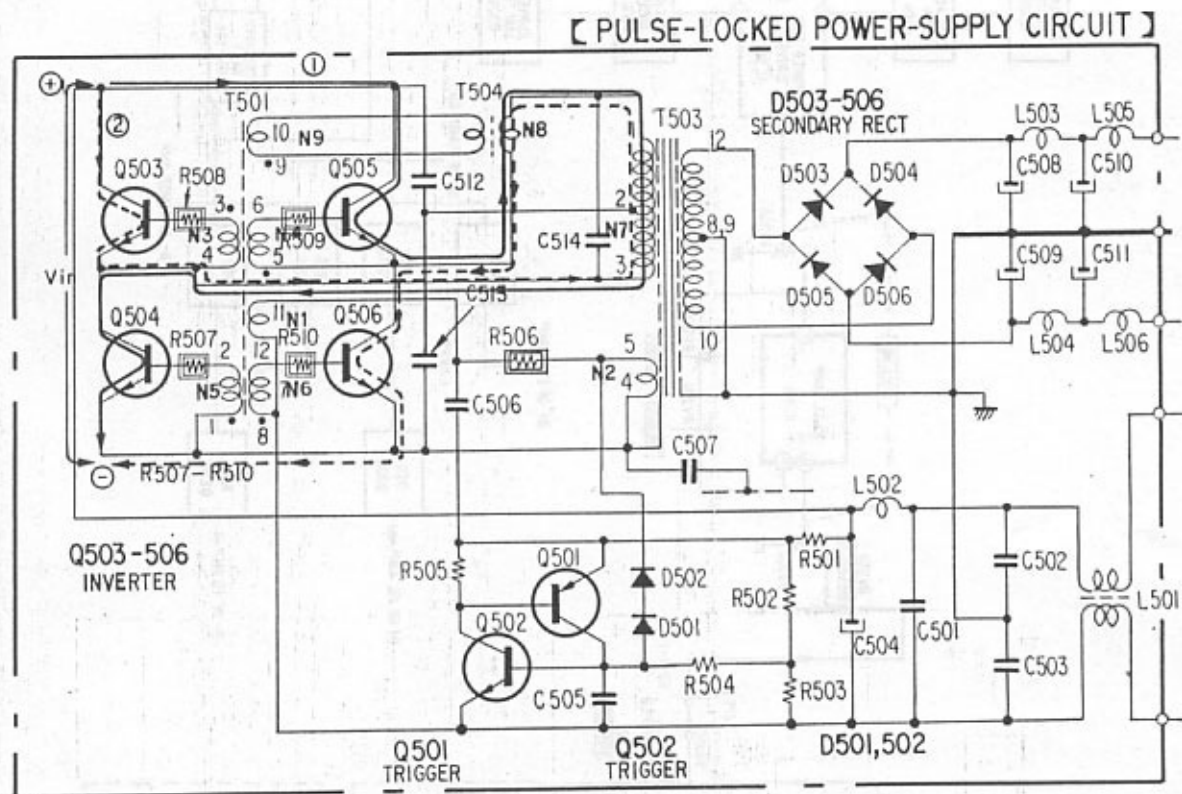 【 PULSE-LOCKED POWER-SUPPLY CIRCUIT 】
+ ① T501 T504 T503 D503-506 L503 L505
SECONDARY RECT
② 10 N9 N8 12 C508 C510
9
Q503 R508 Q505 C512 D503 D504
3 6 2 8,9
N3 R509 C514 N7
4 5 3 C509 C511
Vin C513 D505 D506
Q504 11 N1 Q506 R506 L504 L506
R507 R510 5 10
2 12 N2 4
N5 7 N6 C506
1 8 C507
− R507-R510
L502
Q503-506
INVERTER
R505 Q501 D502 R501 C502
R502 L501
Q502 D501 C504 C501
C505 R504 R503 C503
Q501
TRIGGER
Q502
TRIGGER
D501,502